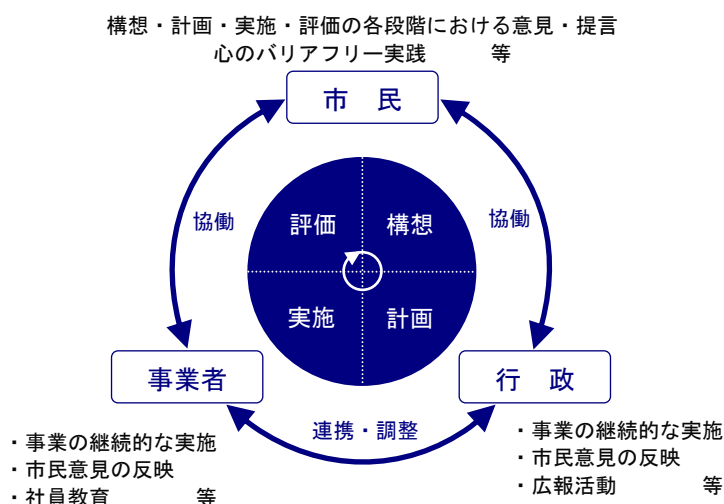 構想・計画・実施・評価の各段階における意見・提言
心のバリアフリー実践　　　等
市　民
協働
協働
評価
構想
実施
計画
事業者
行　政
連携・調整
・事業の継続的な実施
・市民意見の反映
・社員教育　　　　等
・事業の継続的な実施
・市民意見の反映
・広報活動　　　　等